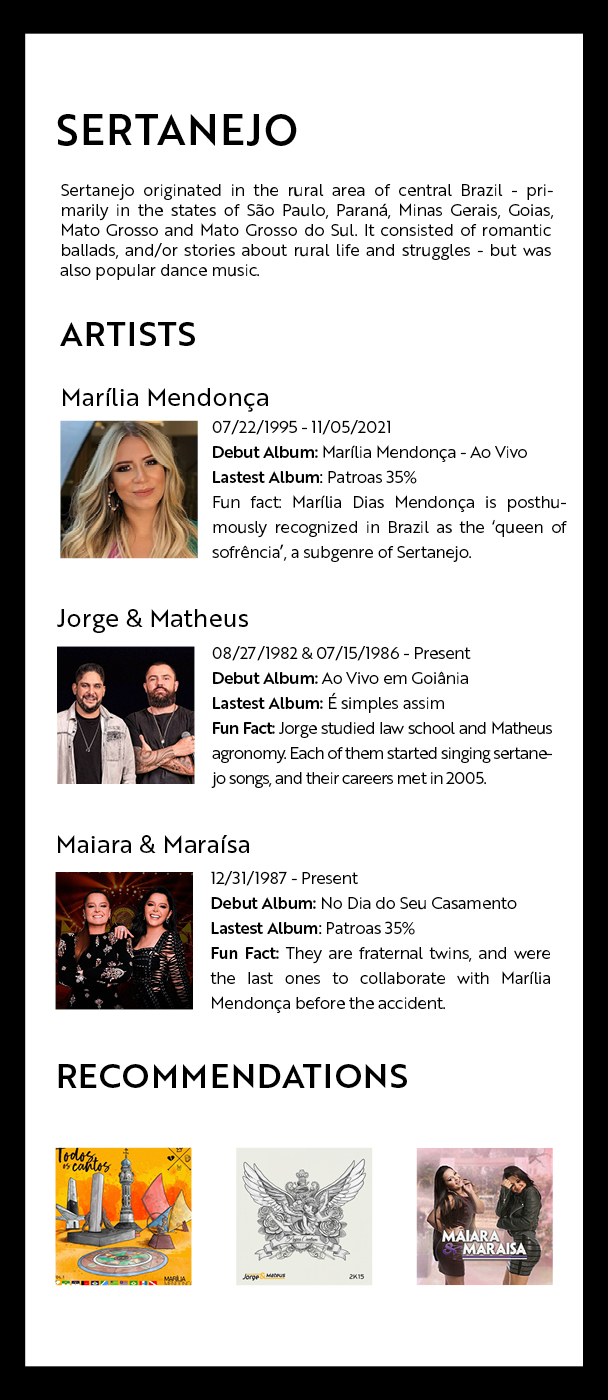 SERTANEJO
Sertanejo originated in the rural area of central Brazil - pri-
marily in the states of São Paulo, Paraná, Minas Gerais, Goias,
Mato Grosso and Mato Grosso do Sul. It consisted of romantic
ballads, and/or stories about rural life and struggles - but was
also popular dance music.
ARTISTS
Marília Mendonça
07/22/1995 - 11/05/2021
Debut Album: Marília Mendonça - Ao Vivo
Lastest Album: Patroas 35%
Fun fact: Marília Dias Mendonça is posthu-
mously recognized in Brazil as the ‘queen of
sofrência’, a subgenre of Sertanejo.
Jorge & Matheus
08/27/1982 & 07/15/1986 - Present
Debut Album: Ao Vivo em Goiânia
Lastest Album: É simples assim
Fun Fact: Jorge studied law school and Matheus
agronomy. Each of them started singing sertane-
jo songs, and their careers met in 2005.
Maiara & Maraísa
12/31/1987 - Present
Debut Album: No Dia do Seu Casamento
Lastest Album: Patroas 35%
Fun Fact: They are fraternal twins, and were
the last ones to collaborate with Marília
Mendonça before the accident.
RECOMMENDATIONS
Todos
os cantos
MARÍLIA
Jorge & Mateus
2K15
MAIARA
& MARAISA